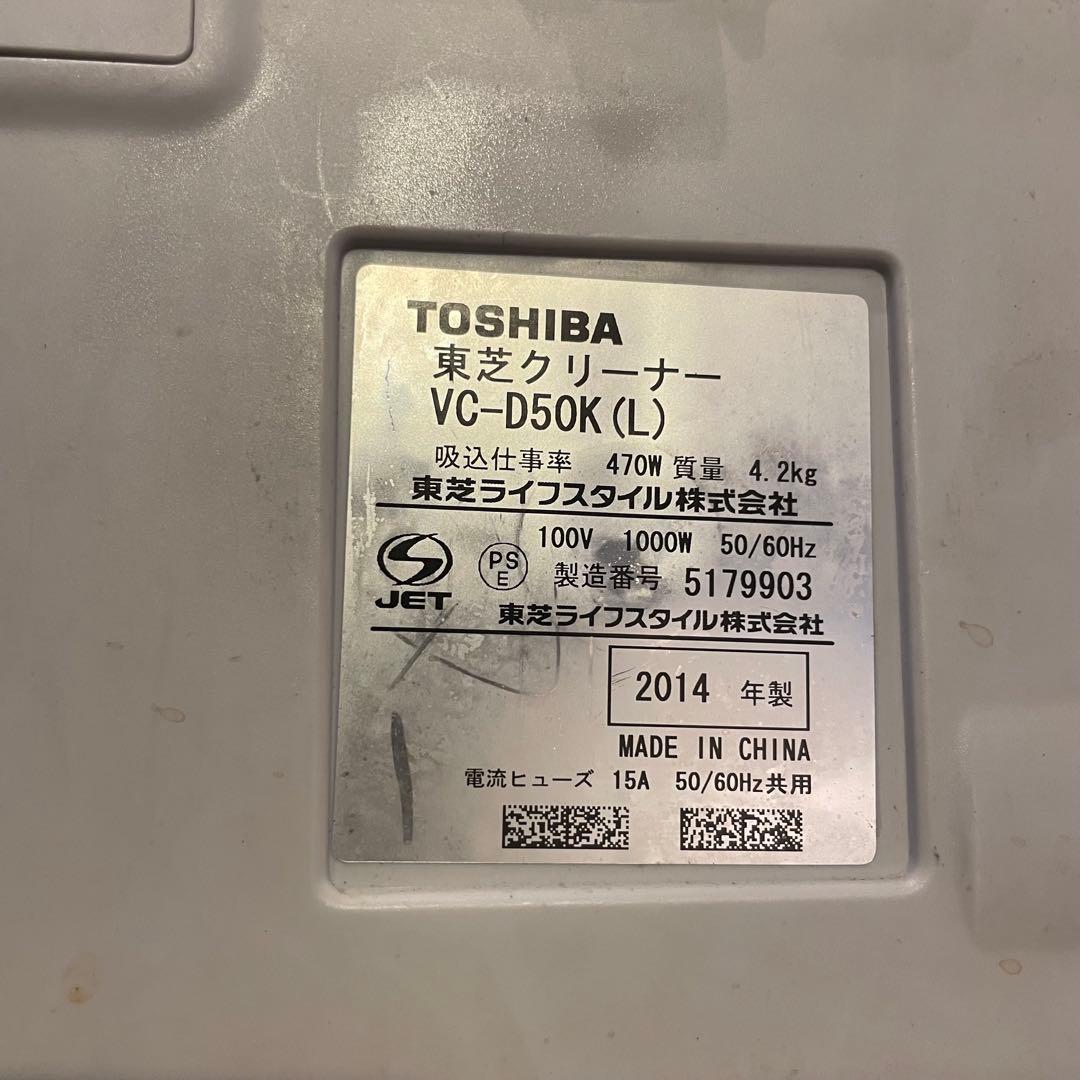 TOSHIBA
東芝クリーナー
VC-D50K(L)
吸込仕事率 470W 質量 4.2kg
東芝ライフスタイル株式会社
100V 1000W 50/60Hz
JET
PS
E
製造番号 5179903
東芝ライフスタイル株式会社
2014 年製
MADE IN CHINA
電流ヒューズ 15A 50/60Hz共用